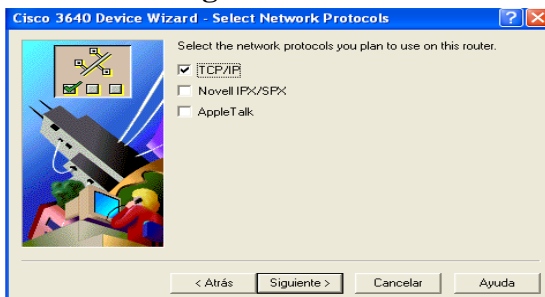 Cisco 3640 Device Wizard - Select Network Protocols
Select the network protocols you plan to use on this router.
TCP/IP
Novell IPX/SPX
AppleTalk
< Atrás Siguiente > Cancelar Ayuda